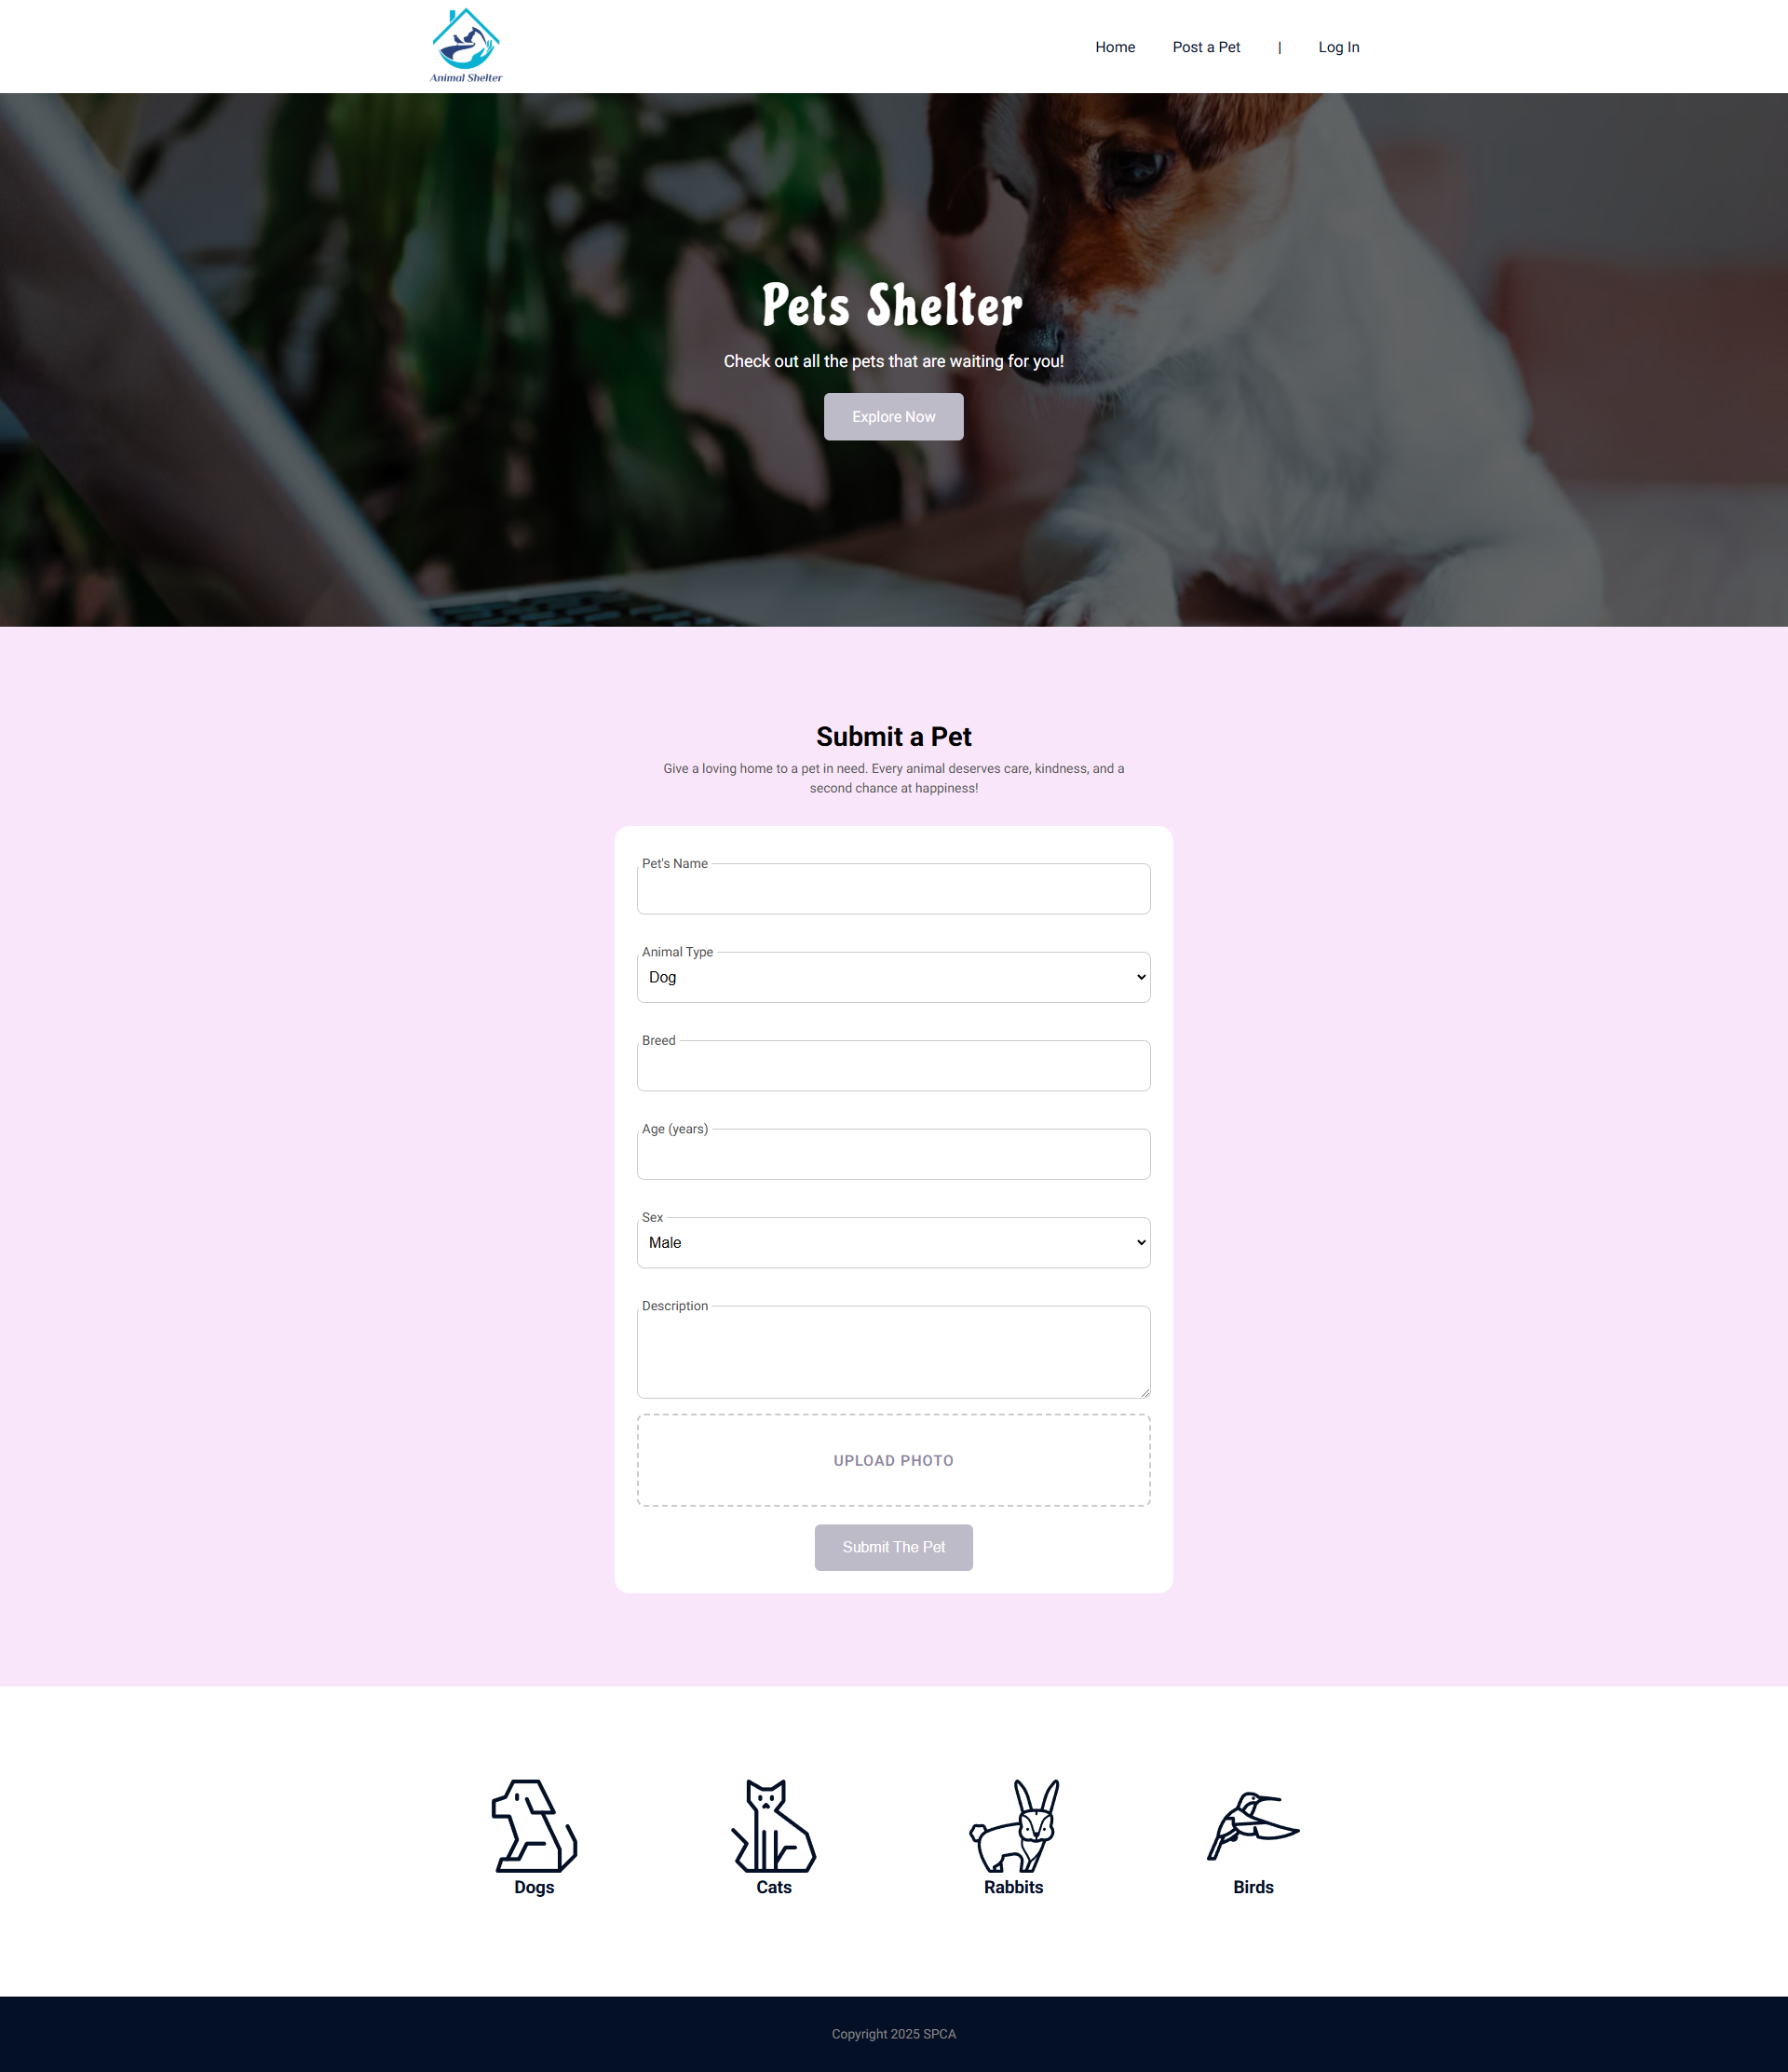 Animal Shelter
Home
Post a Pet
|
Log In
Pets Shelter
Check out all the pets that are waiting for you!
Explore Now
Submit a Pet
Give a loving home to a pet in need. Every animal deserves care, kindness, and a
second chance at happiness!
Pet's Name
Animal Type
Dog
Breed
Age (years)
Sex
Male
Description
UPLOAD PHOTO
Submit The Pet
Dogs
Cats
Rabbits
Birds
Copyright 2025 SPCA